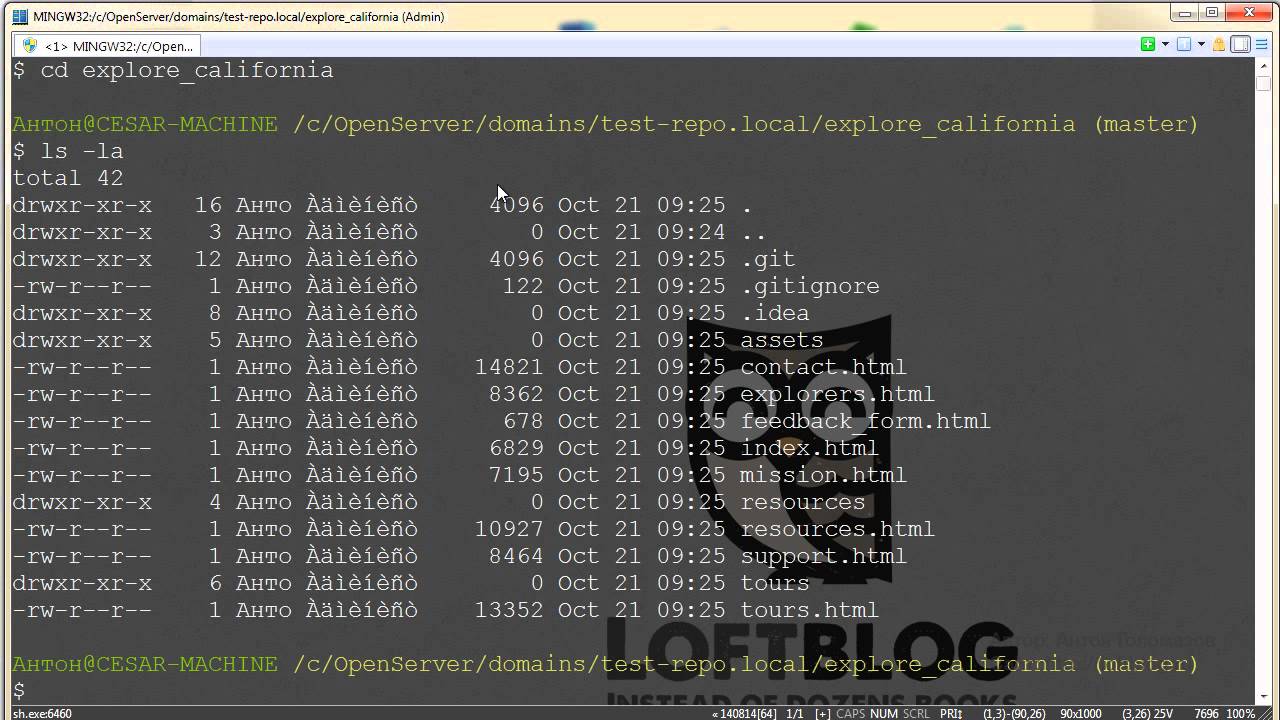 MINGW32:/c/OpenServer/domains/test-repo.local/explore_california (Admin)
<1> MINGW32:/c/Open...
$ cd explore_california
Антон@CESAR-MACHINE /c/OpenServer/domains/test-repo.local/explore_california (master)
$ ls -la
total 42
drwxr-xr-x 16 Анто Àäìèíèñò 4096 Oct 21 09:25 .
drwxr-xr-x 3 Анто Àäìèíèñò 0 Oct 21 09:24 ..
drwxr-xr-x 12 Анто Àäìèíèñò 4096 Oct 21 09:25 .git
-rw-r--r-- 1 Анто Àäìèíèñò 122 Oct 21 09:25 .gitignore
drwxr-xr-x 8 Анто Àäìèíèñò 0 Oct 21 09:25 .idea
drwxr-xr-x 5 Анто Àäìèíèñò 0 Oct 21 09:25 assets
-rw-r--r-- 1 Анто Àäìèíèñò 14821 Oct 21 09:25 contact.html
-rw-r--r-- 1 Анто Àäìèíèñò 8362 Oct 21 09:25 explorers.html
-rw-r--r-- 1 Анто Àäìèíèñò 678 Oct 21 09:25 feedback_form.html
-rw-r--r-- 1 Анто Àäìèíèñò 6829 Oct 21 09:25 index.html
-rw-r--r-- 1 Анто Àäìèíèñò 7195 Oct 21 09:25 mission.html
drwxr-xr-x 4 Анто Àäìèíèñò 0 Oct 21 09:25 resources
-rw-r--r-- 1 Анто Àäìèíèñò 10927 Oct 21 09:25 resources.html
-rw-r--r-- 1 Анто Àäìèíèñò 8464 Oct 21 09:25 support.html
drwxr-xr-x 6 Анто Àäìèíèñò 0 Oct 21 09:25 tours
-rw-r--r-- 1 Анто Àäìèíèñò 13352 Oct 21 09:25 tours.html
LOFTBLOG
Автор: Антон
Антон@CESAR-MACHINE /c/OpenServer/domains/test-repo.local/explore_california (master)
$
INSTEAD OF DOZENS BOOKS
sh.exe:6460 «140814[64] 1/1 [+] CAPS NUM SCRL PRI↕ (1,3)-(90,26) 90x1000 (3,26) 25V 7696 100%